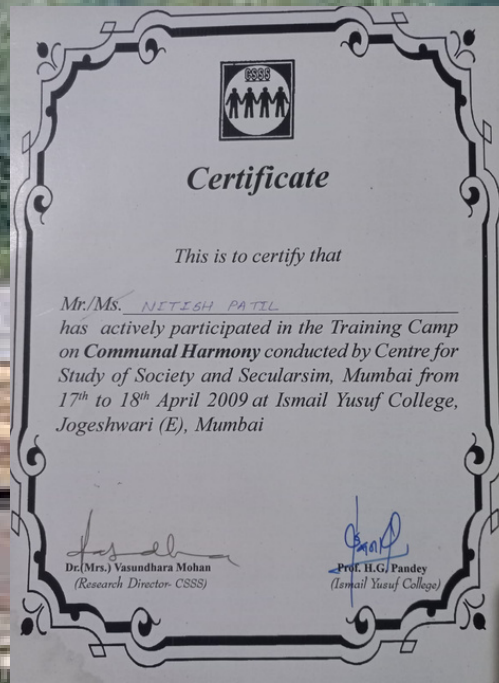 CSSS
Certificate
This is to certify that
Mr./Ms. NITISH PATIL
has actively participated in the Training Camp
on Communal Harmony conducted by Centre for
Study of Society and Secularsim, Mumbai from
17th to 18th April 2009 at Ismail Yusuf College,
Jogeshwari (E), Mumbai
Dr.(Mrs.) Vasundhara Mohan
(Research Director- CSSS)
Prof. H.G. Pandey
(Ismail Yusuf College)